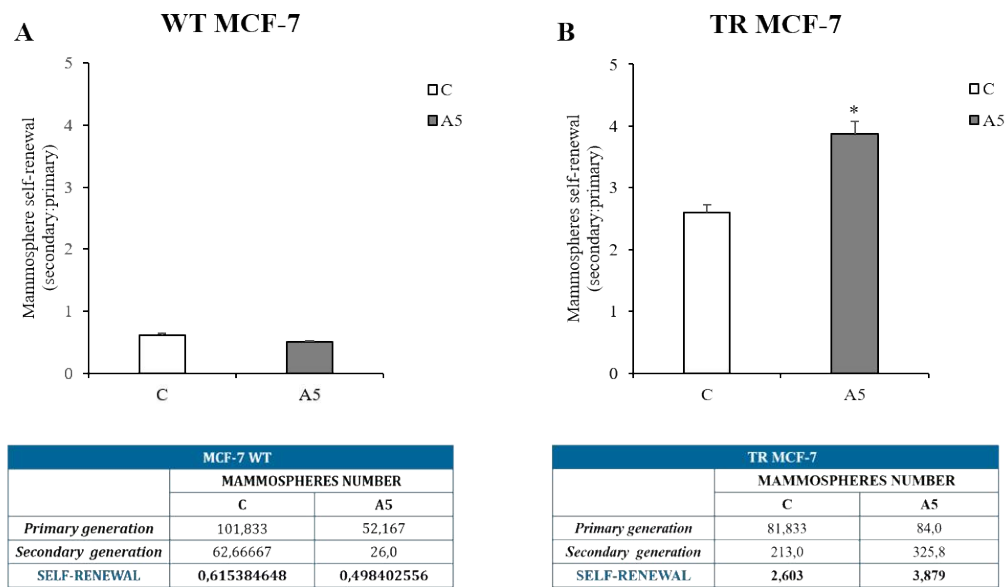 A
WT MCF-7
Mammosphere self-renewal
(secondary:primary)
5
4
3
2
1
0
C
A5
C
A5
MCF-7 WT
MAMMOSPHERES NUMBER
C A5
Primary generation 101,833 52,167
Secondary generation 62,66667 26,0
SELF-RENEWAL 0,615384648 0,498402556
B
TR MCF-7
Mammospheres self-renewal
(secondary:primary)
5
4
3
2
1
0
*
C
A5
C
A5
TR MCF-7
MAMMOSPHERES NUMBER
C A5
Primary generation 81,833 84,0
Secondary generation 213,0 325,8
SELF-RENEWAL 2,603 3,879